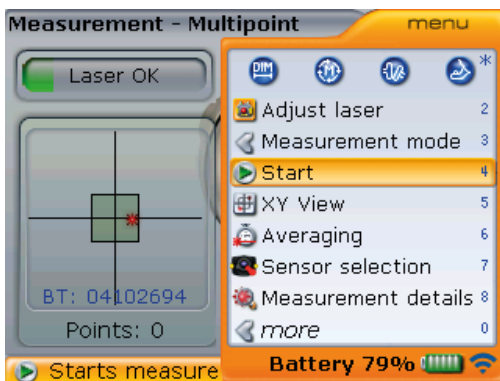 Measurement - Multipoint
menu
Laser OK
DIM
M
*
Adjust laser 2
Measurement mode 3
Start 4
XY View 5
Averaging 6
Sensor selection 7
Measurement details 8
more 0
BT: 04102694
Points: 0
Starts measure
Battery 79%